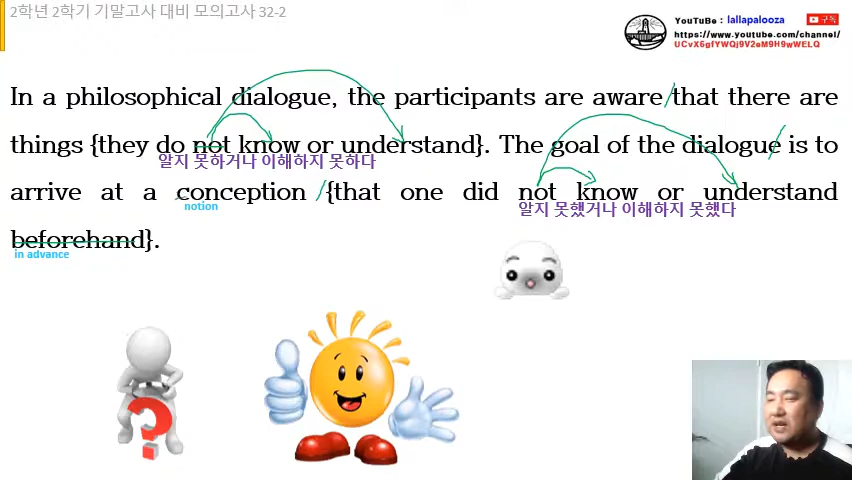 2학년 2학기 기말고사 대비 모의고사 32-2
YouTuBe : lallapalooza
구독
https://www.youtube.com/channel/
UCvX6gfYWQj9V2eM9H9wWELQ
In a philosophical dialogue, the participants are aware that there are
things {they do not know or understand}. The goal of the dialogue is to
알지 못하거나 이해하지 못하다
arrive at a conception {that one did not know or understand
notion
알지 못했거나 이해하지 못했다
beforehand}.
in advance